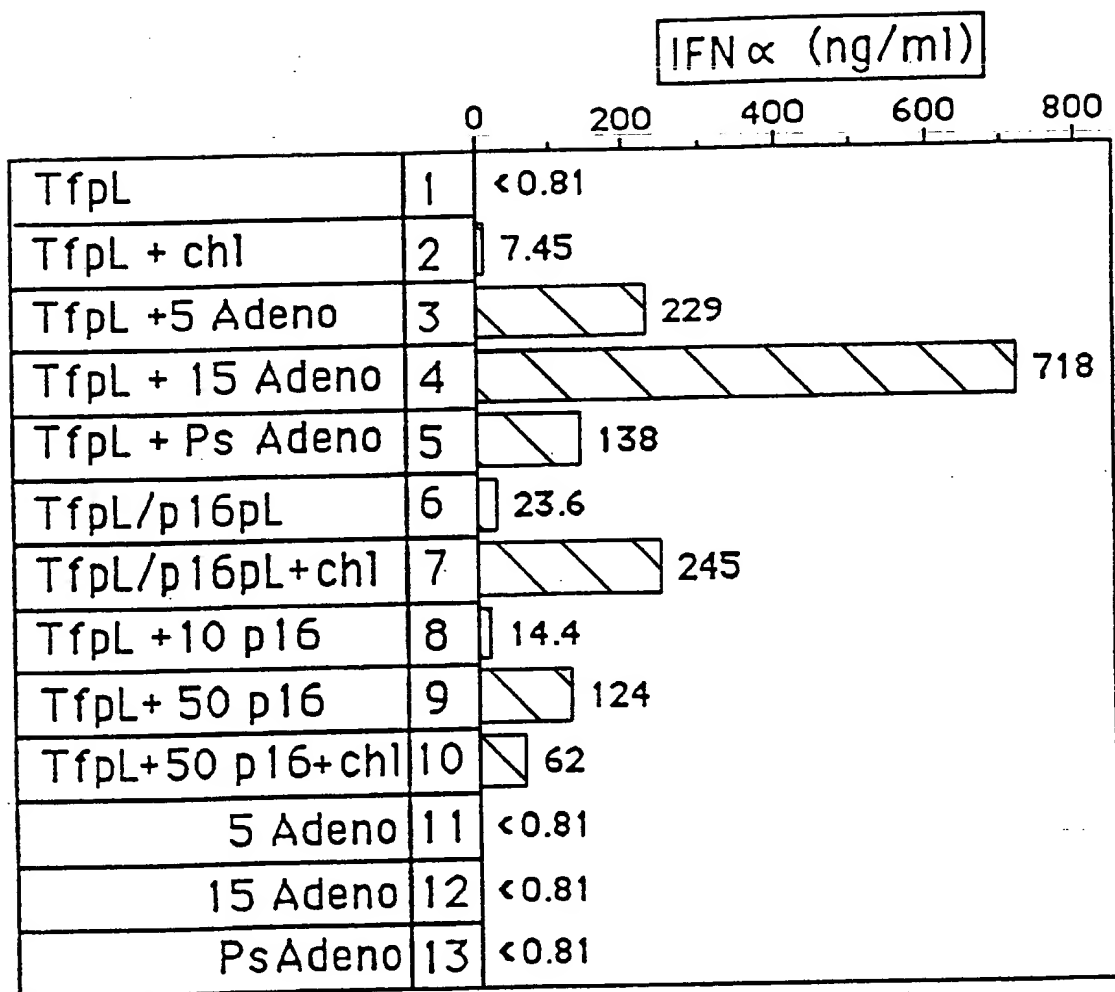 IFN ∝ (ng/ml)
0 200 400 600 800
TfpL 1 <0.81
TfpL + chl 2 7.45
TfpL +5 Adeno 3 229
TfpL + 15 Adeno 4 718
TfpL + Ps Adeno 5 138
TfpL/p16pL 6 23.6
TfpL/p16pL+chl 7 245
TfpL +10 p16 8 14.4
TfpL+ 50 p16 9 124
TfpL+50 p16+chl 10 62
5 Adeno 11 <0.81
15 Adeno 12 <0.81
Ps Adeno 13 <0.81